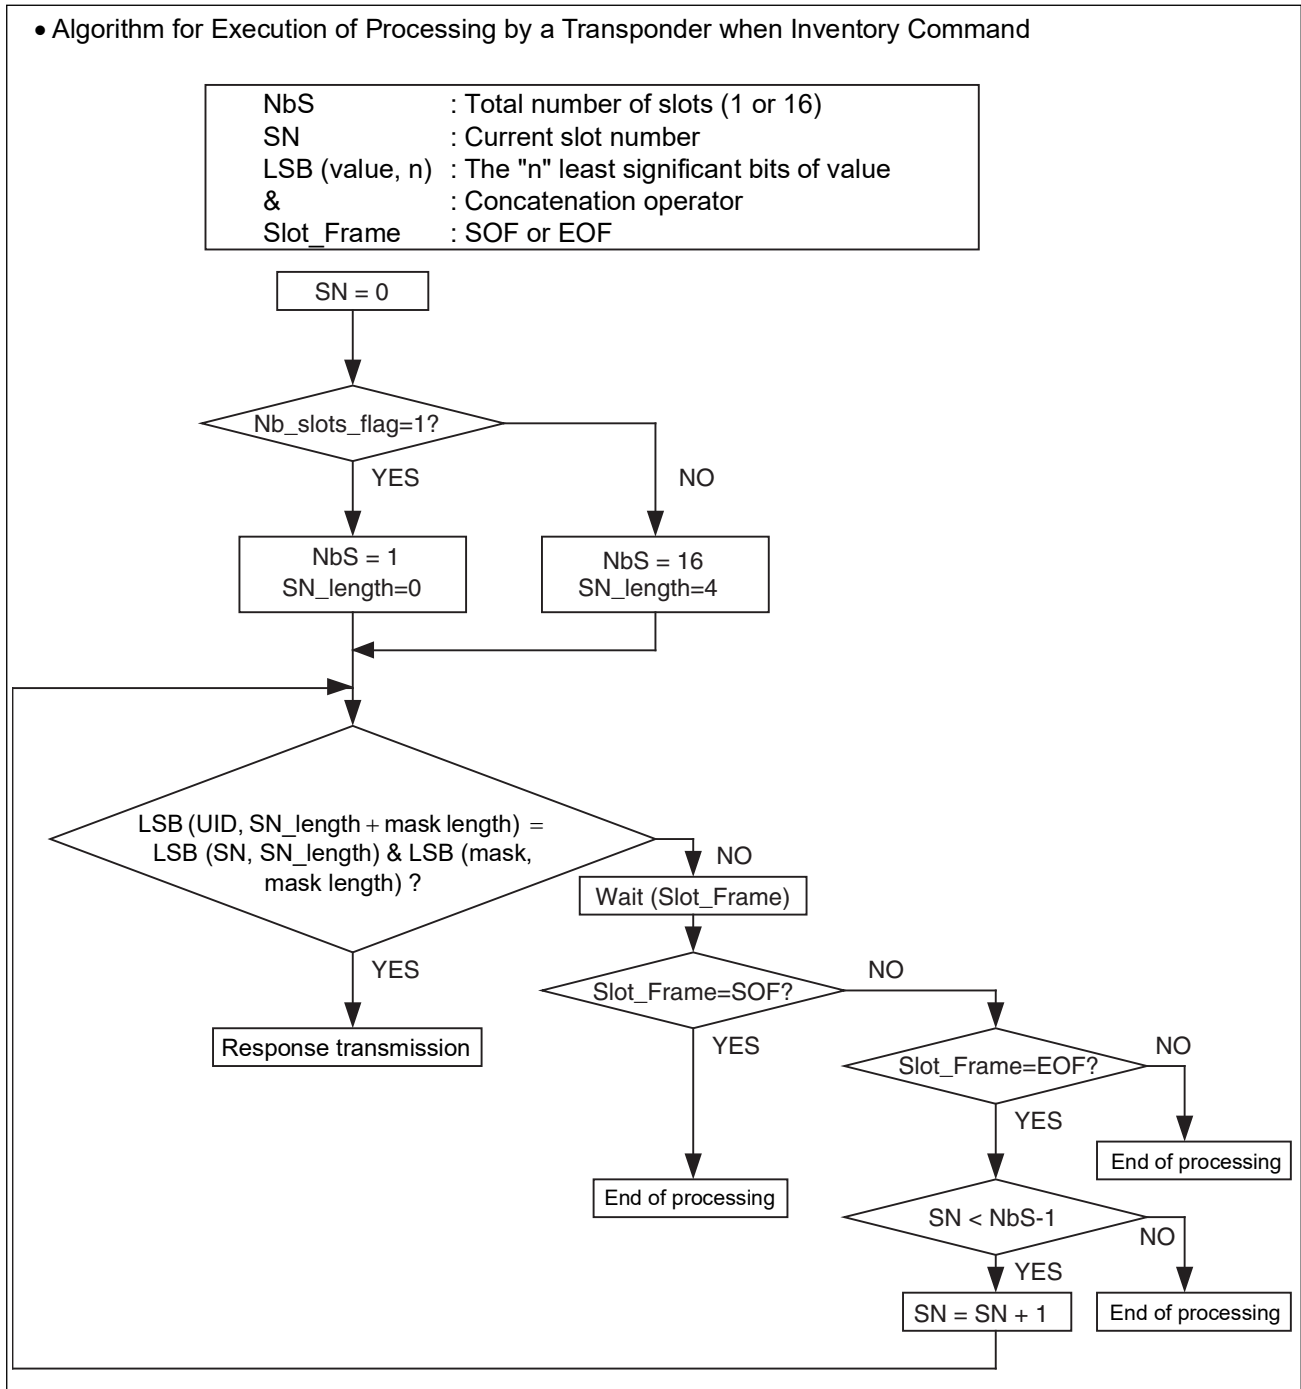 • Algorithm for Execution of Processing by a Transponder when Inventory Command
NbS : Total number of slots (1 or 16)
SN : Current slot number
LSB (value, n) : The "n" least significant bits of value
& : Concatenation operator
Slot_Frame : SOF or EOF
SN = 0
Nb_slots_flag=1?
YES
NO
NbS = 1
SN_length=0
NbS = 16
SN_length=4
LSB (UID, SN_length + mask length) =
LSB (SN, SN_length) & LSB (mask,
mask length) ?
NO
Wait (Slot_Frame)
YES
Response transmission
Slot_Frame=SOF?
NO
YES
End of processing
Slot_Frame=EOF?
NO
YES
End of processing
SN < NbS-1
NO
YES
SN = SN + 1
End of processing